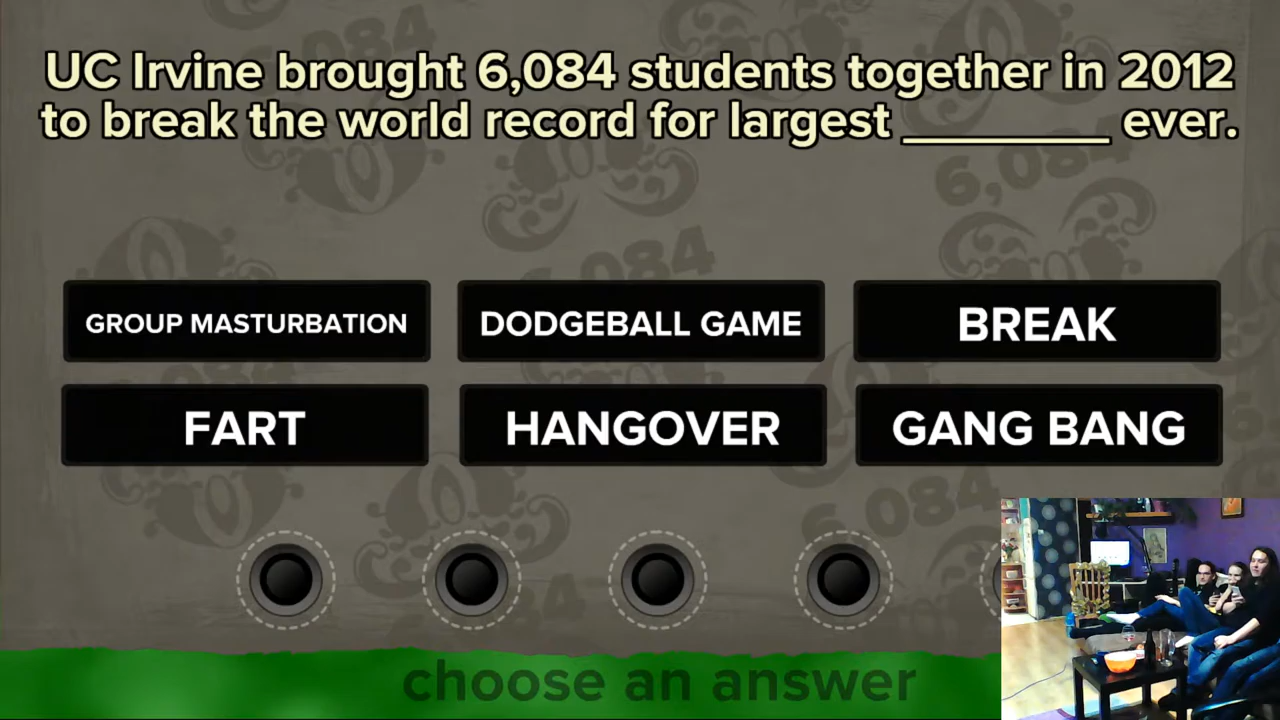 UC Irvine brought 6,084 students together in 2012
to break the world record for largest ________ ever.
GROUP MASTURBATION
DODGEBALL GAME
BREAK
FART
HANGOVER
GANG BANG
choose an answer